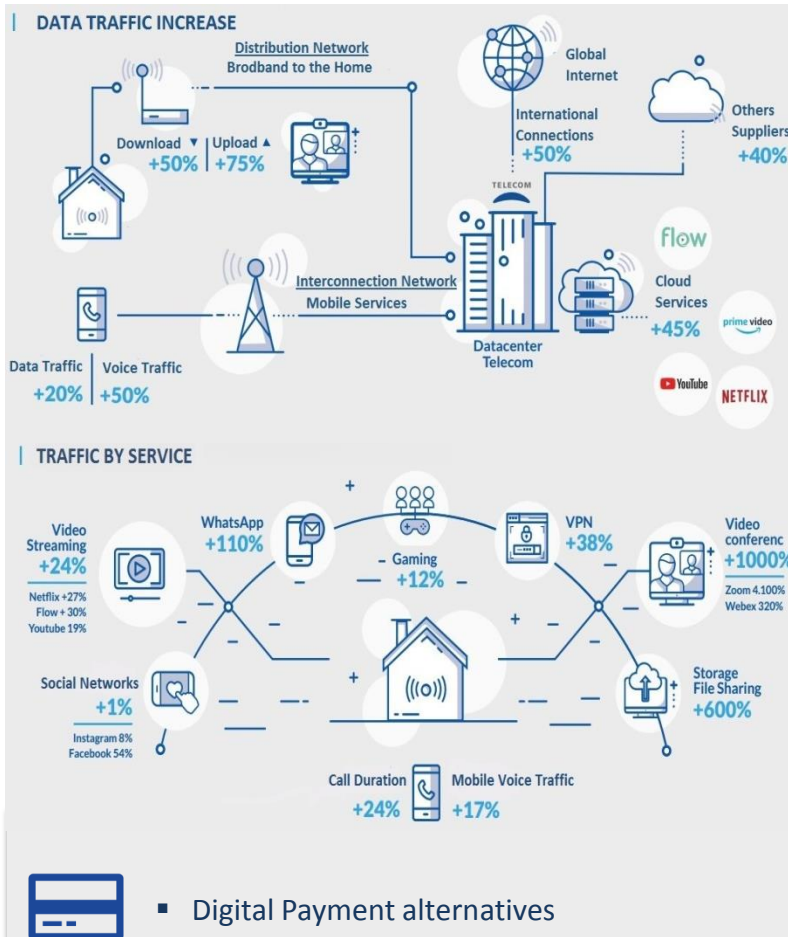 DATA TRAFFIC INCREASE
Distribution Network
Brodband to the Home
Download ▼ | Upload ▲
+50% | +75%
Global
Internet
International
Connections
+50%
Others
Suppliers
+40%
TELECOM
Interconnection Network
Mobile Services
Datacenter
Telecom
flow
Cloud
Services
+45%
prime video
YouTube
NETFLIX
Data Traffic | Voice Traffic
+20% | +50%
TRAFFIC BY SERVICE
Video
Streaming
+24%
Netflix +27%
Flow + 30%
Youtube 19%
WhatsApp
+110%
Gaming
+12%
VPN
+38%
Video
conferenc
+1000%
Zoom 4.100%
Webex 320%
Social Networks
+1%
Instagram 8%
Facebook 54%
Storage
File Sharing
+600%
Call Duration
+24%
Mobile Voice Traffic
+17%
▪ Digital Payment alternatives